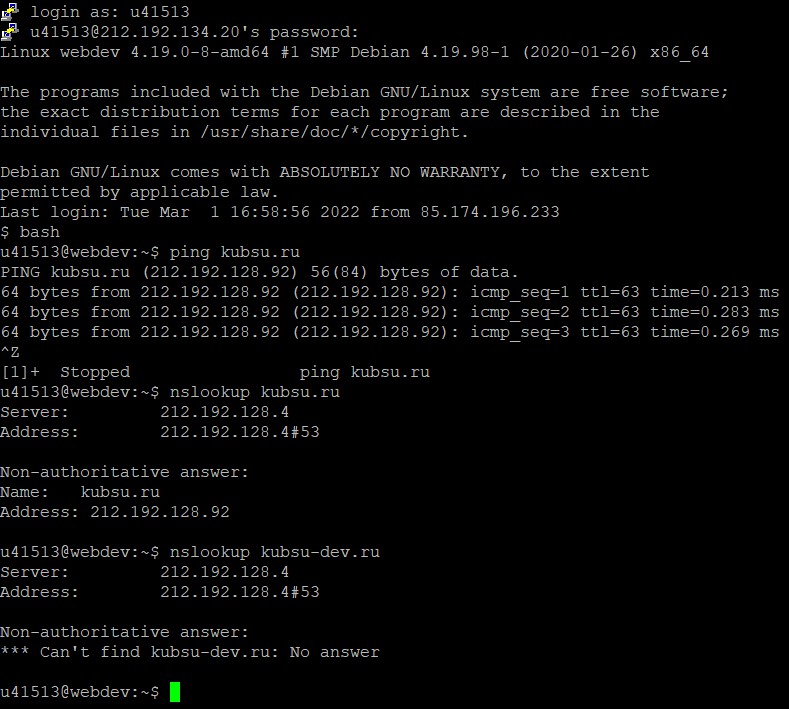 login as: u41513
u41513@212.192.134.20's password:
Linux webdev 4.19.0-8-amd64 #1 SMP Debian 4.19.98-1 (2020-01-26) x86_64

The programs included with the Debian GNU/Linux system are free software;
the exact distribution terms for each program are described in the
individual files in /usr/share/doc/*/copyright.

Debian GNU/Linux comes with ABSOLUTELY NO WARRANTY, to the extent
permitted by applicable law.
Last login: Tue Mar  1 16:58:56 2022 from 85.174.196.233
$ bash
u41513@webdev:~$ ping kubsu.ru
PING kubsu.ru (212.192.128.92) 56(84) bytes of data.
64 bytes from 212.192.128.92 (212.192.128.92): icmp_seq=1 ttl=63 time=0.213 ms
64 bytes from 212.192.128.92 (212.192.128.92): icmp_seq=2 ttl=63 time=0.283 ms
64 bytes from 212.192.128.92 (212.192.128.92): icmp_seq=3 ttl=63 time=0.269 ms
^Z
[1]+  Stopped                 ping kubsu.ru
u41513@webdev:~$ nslookup kubsu.ru
Server:         212.192.128.4
Address:        212.192.128.4#53

Non-authoritative answer:
Name:   kubsu.ru
Address: 212.192.128.92

u41513@webdev:~$ nslookup kubsu-dev.ru
Server:         212.192.128.4
Address:        212.192.128.4#53

Non-authoritative answer:
*** Can't find kubsu-dev.ru: No answer

u41513@webdev:~$